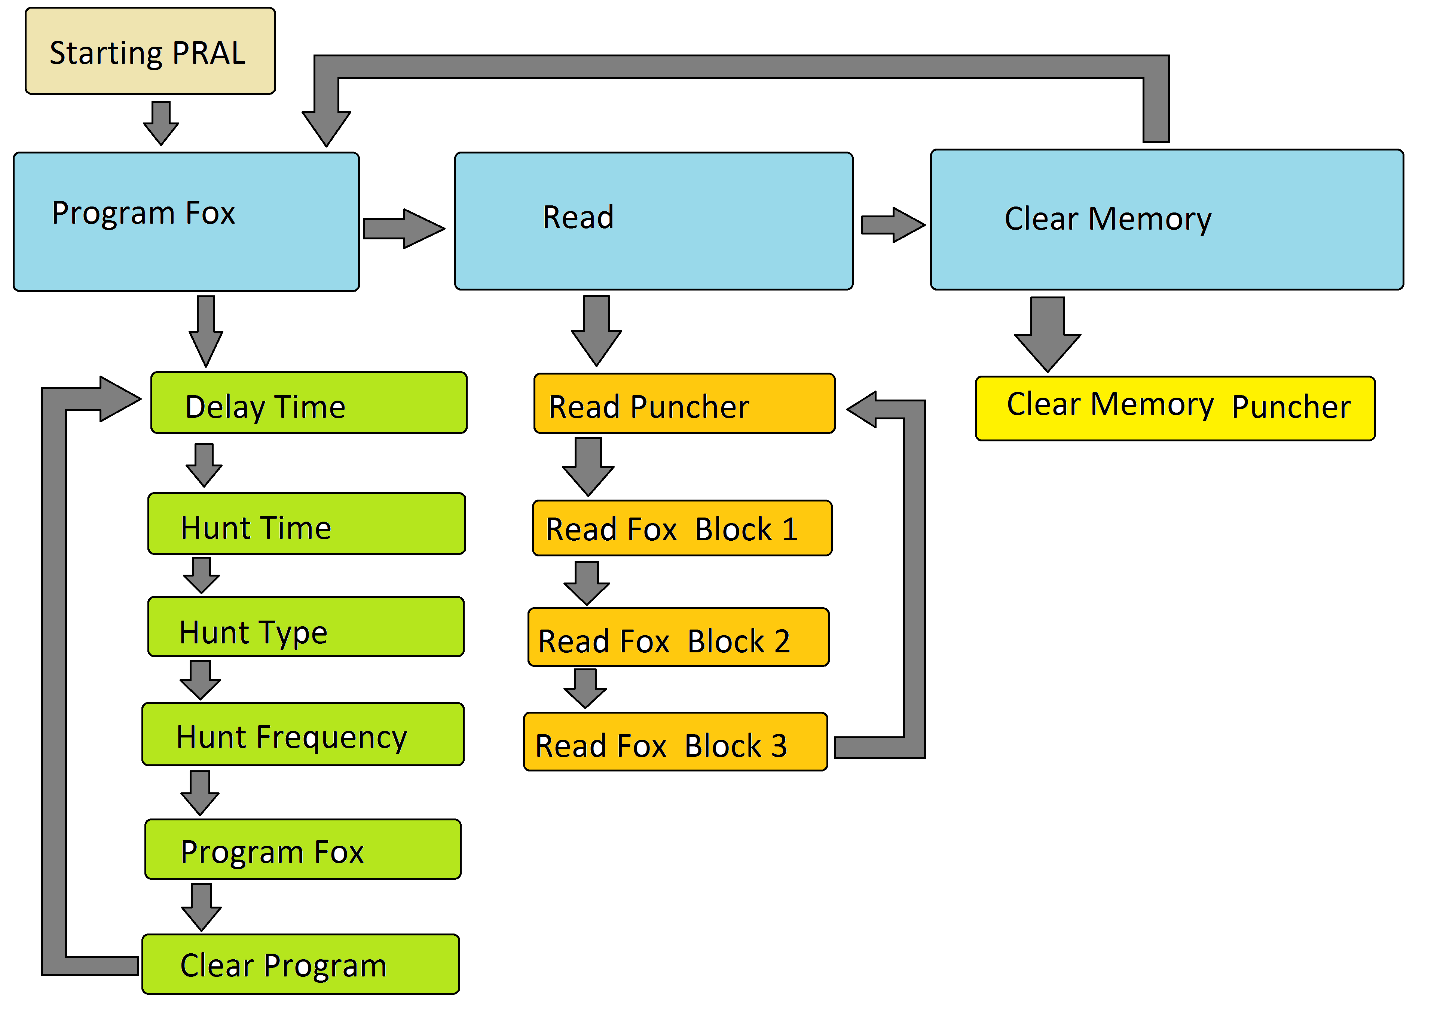 Starting PRAL
Program Fox
Read
Clear Memory
Delay Time
Hunt Time
Hunt Type
Hunt Frequency
Program Fox
Clear Program
Read Puncher
Read Fox Block 1
Read Fox Block 2
Read Fox Block 3
Clear Memory Puncher